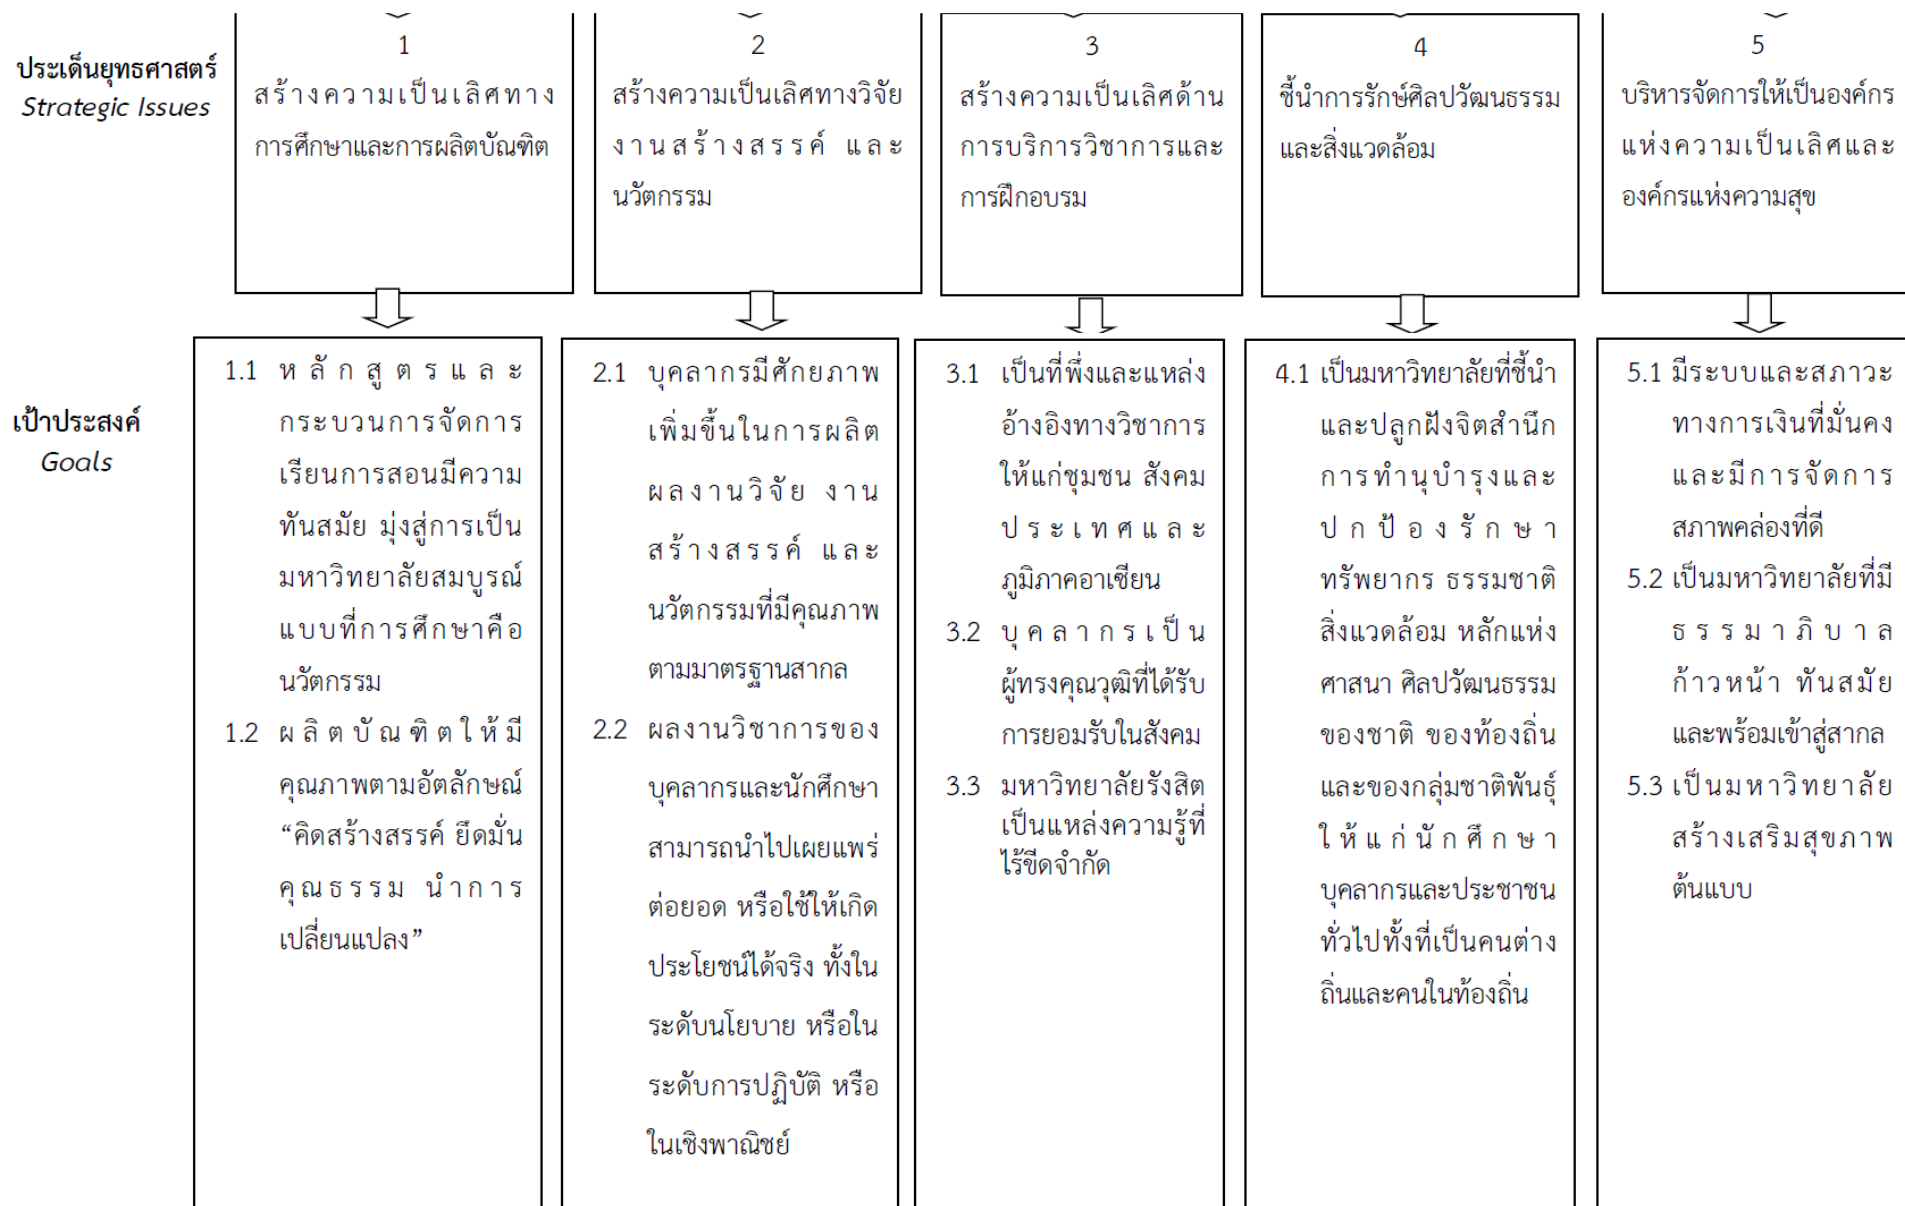 ประเด็นยุทธศาสตร์
Strategic Issues
1
สร้างความเป็นเลิศทาง
การศึกษาและการผลิตบัณฑิต
2
สร้างความเป็นเลิศทางวิจัย
งานสร้างสรรค์ และ
นวัตกรรม
3
สร้างความเป็นเลิศด้าน
การบริการวิชาการและ
การฝึกอบรม
4
ชี้นำการรักษ์ศิลปวัฒนธรรม
และสิ่งแวดล้อม
5
บริหารจัดการให้เป็นองค์กร
แห่งความเป็นเลิศและ
องค์กรแห่งความสุข
เป้าประสงค์
Goals
1.1 หลักสูตรและ
กระบวนการจัดการ
เรียนการสอนมีความ
ทันสมัย มุ่งสู่การเป็น
มหาวิทยาลัยสมบูรณ์
แบบที่การศึกษาคือ
นวัตกรรม
1.2 ผลิตบัณฑิตให้มี
คุณภาพตามอัตลักษณ์
“คิดสร้างสรรค์ ยึดมั่น
คุณธรรม นำการ
เปลี่ยนแปลง”
2.1 บุคลากรมีศักยภาพ
เพิ่มขึ้นในการผลิต
ผลงานวิจัย งาน
สร้างสรรค์ และ
นวัตกรรมที่มีคุณภาพ
ตามมาตรฐานสากล
2.2 ผลงานวิชาการของ
บุคลากรและนักศึกษา
สามารถนำไปเผยแพร่
ต่อยอด หรือใช้ให้เกิด
ประโยชน์ได้จริง ทั้งใน
ระดับนโยบาย หรือใน
ระดับการปฏิบัติ หรือ
ในเชิงพาณิชย์
3.1 เป็นที่พึ่งและแหล่ง
อ้างอิงทางวิชาการ
ให้แก่ชุมชน สังคม
ประเทศและ
ภูมิภาคอาเซียน
3.2 บุคลากรเป็น
ผู้ทรงคุณวุฒิที่ได้รับ
การยอมรับในสังคม
3.3 มหาวิทยาลัยรังสิต
เป็นแหล่งความรู้ที่
ไร้ขีดจำกัด
4.1 เป็นมหาวิทยาลัยที่ชี้นำ
และปลูกฝังจิตสำนึก
การทำนุบำรุงและ
ปกป้องรักษา
ทรัพยากร ธรรมชาติ
สิ่งแวดล้อม หลักแห่ง
ศาสนา ศิลปวัฒนธรรม
ของชาติ ของท้องถิ่น
และของกลุ่มชาติพันธุ์
ให้แก่นักศึกษา
บุคลากรและประชาชน
ทั่วไปทั้งที่เป็นคนต่าง
ถิ่นและคนในท้องถิ่น
5.1 มีระบบและสภาวะ
ทางการเงินที่มั่นคง
และมีการจัดการ
สภาพคล่องที่ดี
5.2 เป็นมหาวิทยาลัยที่มี
ธรรมาภิบาล
ก้าวหน้า ทันสมัย
และพร้อมเข้าสู่สากล
5.3 เป็นมหาวิทยาลัย
สร้างเสริมสุขภาพ
ต้นแบบ